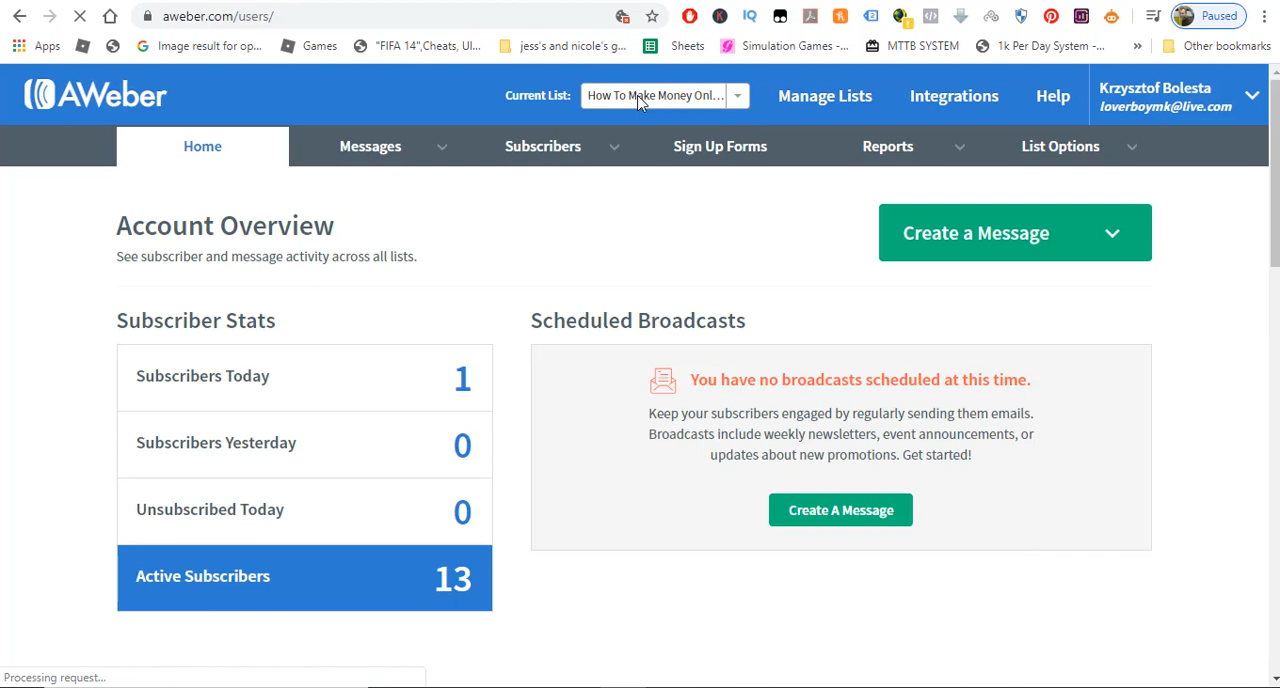 aweber.com/users/
Paused
Apps
Image result for op...
Games
"FIFA 14",Cheats, Ul...
jess's and nicole's g...
Sheets
Simulation Games -...
MTTB SYSTEM
1k Per Day System -...
»
Other bookmarks
AWeber
Current List:
How To Make Money Onl...
Manage Lists
Integrations
Help
Krzysztof Bolesta
loverboymk@live.com
Home
Messages
Subscribers
Sign Up Forms
Reports
List Options
Account Overview
See subscriber and message activity across all lists.
Create a Message
Subscriber Stats
Subscribers Today 1
Subscribers Yesterday 0
Unsubscribed Today 0
Active Subscribers 13
Scheduled Broadcasts
You have no broadcasts scheduled at this time.
Keep your subscribers engaged by regularly sending them emails.
Broadcasts include weekly newsletters, event announcements, or
updates about new promotions. Get started!
Create A Message
Processing request...